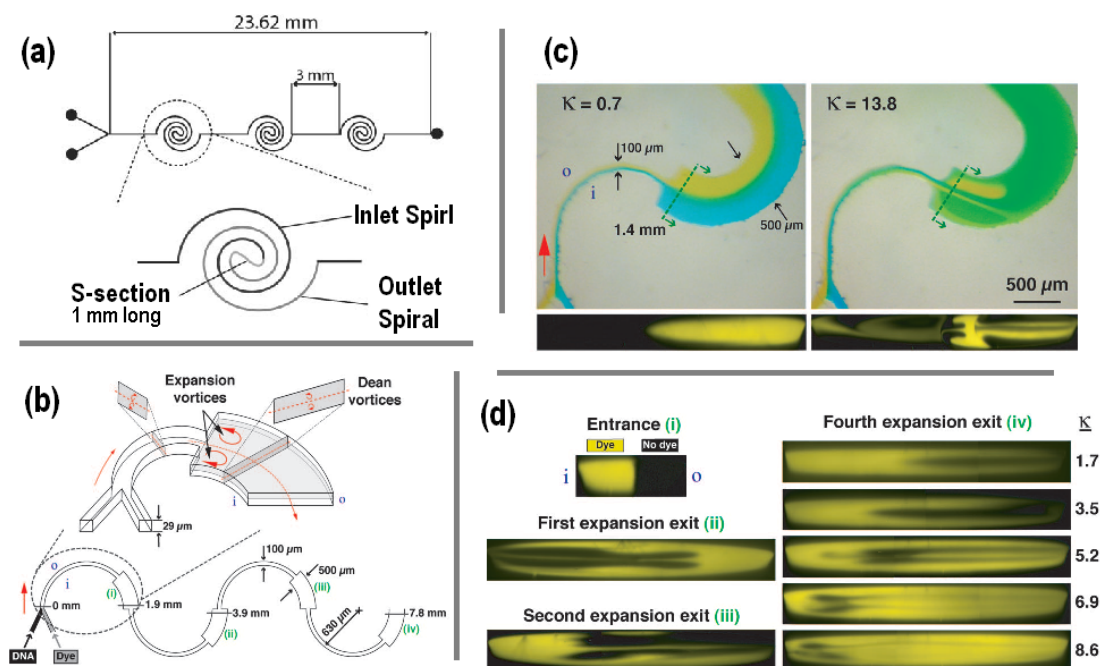 (a)
23.62 mm
3 mm
Inlet Spirl
S-section
1 mm long
Outlet
Spiral
(b)
Expansion
vortices
Dean
vortices
i
o
29 µm
o
i
(i)
0 mm
1.9 mm
DNA
Dye
100 µm
500 µm
(iii)
3.9 mm
(ii)
630 µm
7.8 mm
(iv)
(c)
K = 0.7
100 µm
o
i
1.4 mm
500 µm
K = 13.8
500 µm
(d)
Entrance (i)
Dye
No dye
i
o
First expansion exit (ii)
Second expansion exit (iii)
Fourth expansion exit (iv)
K
1.7
3.5
5.2
6.9
8.6